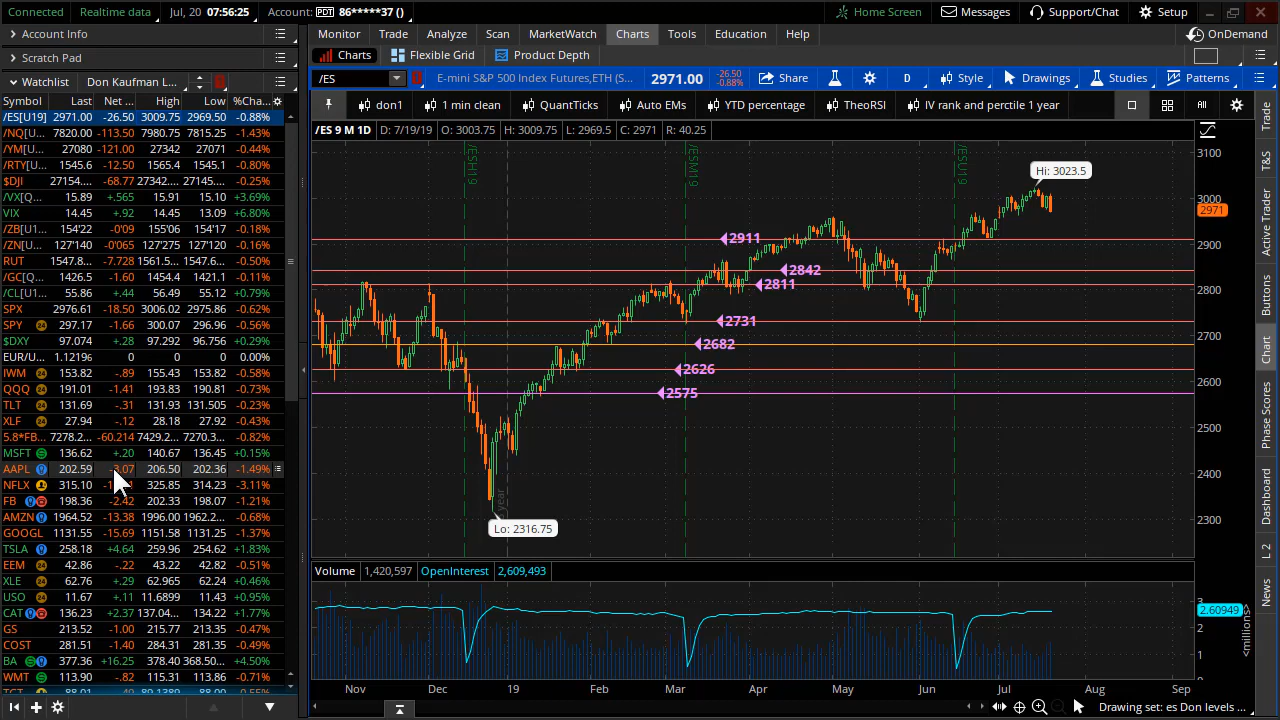 Connected Realtime data Jul, 20 07:56:25 Account: PDT 86*****37 () Home Screen Messages Support/Chat Setup
Account Info
Monitor Trade Analyze Scan MarketWatch Charts Tools Education Help OnDemand
Scratch Pad
Charts Flexible Grid Product Depth
Watchlist Don Kaufman L...
/ES E-mini S&P 500 Index Futures,ETH (S... 2971.00 -26.50 -0.88% Share D Style Drawings Studies Patterns
Symbol Last Net ... High Low %Cha...
don1 1 min clean QuantTicks Auto EMs YTD percentage TheoRSI IV rank and perctile 1 year All
/ES 9 M 1D D: 7/19/19 O: 3003.75 H: 3009.75 L: 2969.5 C: 2971 R: 40.25
/ES[U19] 2971.00 -26.50 3009.75 2969.50 -0.88%
/NQ[U... 7820.00 -113.50 7980.75 7815.25 -1.43%
/YM[U... 27080 -121.00 27342 27071 -0.44%
/RTY[U... 1545.6 -12.50 1564.4 1545.4 -0.80%
$DJI 27154.... -68.77 27342.... 27145.... -0.25%
/VX[Q... 15.91 +.565 15.91 15.10 +3.69%
VIX 14.45 +.92 14.45 13.09 +6.80%
/ZB[U1... 154'22 -0'09 155'06 154'17 -0.18%
/ZN[U... 127'140 -0'065 127'275 127'140 -0.16%
RUT 1547.8... -7.728 1561.5... 1547.6... -0.50%
/GC[Q... 1426.5 -1.60 1454.4 1421.1 -0.11%
/CL[U1... 55.86 +.44 56.49 55.12 +0.79%
SPX 2976.61 -18.50 3006.02 2975.86 -0.62%
SPY 297.17 -1.66 300.07 296.96 -0.56%
$DXY 97.074 +.28 97.292 96.756 +0.29%
EUR/U... 1.12196 0 0 0 0.00%
IWM 153.82 -.89 155.43 153.82 -0.58%
QQQ 191.01 -1.41 193.83 190.81 -0.73%
TLT 131.69 -.31 131.93 131.505 -0.23%
XLF 27.94 -.12 28.18 27.92 -0.43%
5.8*FB... 7278.2... -60.214 7429.2... 7270.3... -0.82%
MSFT 136.62 +.20 140.67 136.45 +0.15%
AAPL 202.59 -3.07 206.50 202.36 -1.49%
NFLX 315.10 325.85 314.23 -3.11%
FB 198.36 -2.42 202.33 198.07 -1.21%
AMZN 1964.52 -13.38 1996.00 1962.2... -0.68%
GOOGL 1131.55 -15.69 1151.58 1131.25 -1.37%
TSLA 258.18 +4.64 259.96 254.62 +1.83%
EEM 42.86 -.22 43.22 42.82 -0.51%
XLE 62.76 +.29 62.965 62.24 +0.46%
USO 11.67 +.11 11.6899 11.43 +0.95%
CAT 136.23 +2.37 137.04... 134.22 +1.77%
GS 213.52 -1.00 215.77 213.35 -0.47%
COST 281.51 -1.40 284.31 281.35 -0.49%
BA 377.36 +16.25 378.40 368.50... +4.50%
WMT 113.90 -.82 115.31 113.86 -0.71%
TGT 88.01 -.49 89.1389 88.00 -0.55%
/ESH19 /ESM19 /ESU19
Hi: 3023.5
2911
2842
2811
2731
2682
2626
2575
year
Lo: 2316.75
3100
3000
2971
2900
2800
2700
2600
2500
2400
2300
Volume 1,420,597 OpenInterest 2,609,493
3
2.60949
2
1
0
<millions>
Nov Dec 19 Feb Mar Apr May Jun Jul Aug Sep
Drawing set: es Don levels ...
Trade
T&S
Active Trader
Buttons
Chart
Phase Scores
Dashboard
L 2
News